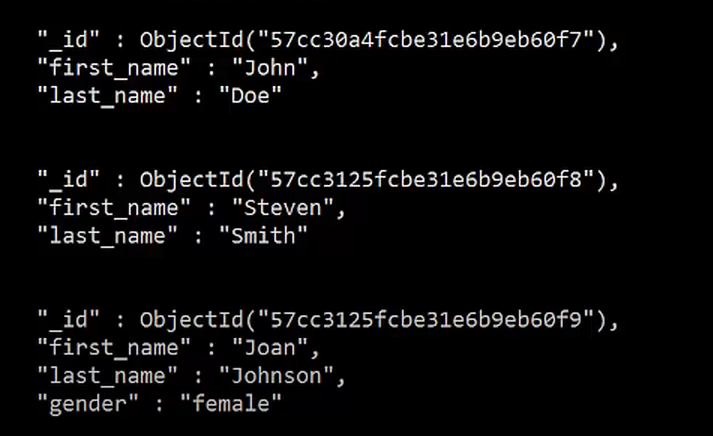 "_id" : ObjectId("57cc30a4fcbe31e6b9eb60f7"),
"first_name" : "John",
"last_name" : "Doe"
"_id" : ObjectId("57cc3125fcbe31e6b9eb60f8"),
"first_name" : "Steven",
"last_name" : "Smith"
"_id" : ObjectId("57cc3125fcbe31e6b9eb60f9"),
"first_name" : "Joan",
"last_name" : "Johnson",
"gender" : "female"